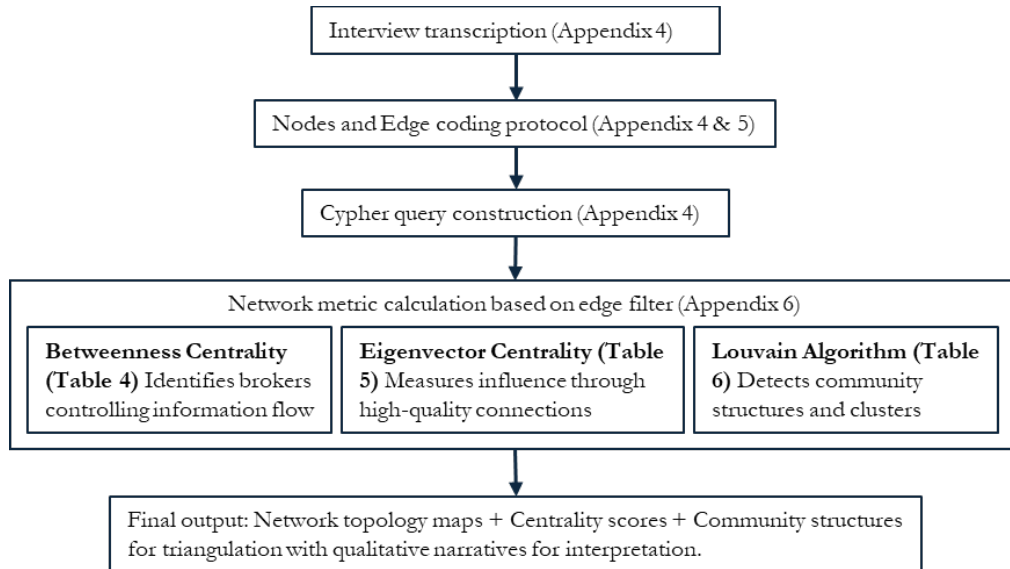 Interview transcription (Appendix 4)
Nodes and Edge coding protocol (Appendix 4 & 5)
Cypher query construction (Appendix 4)
Network metric calculation based on edge filter (Appendix 6)
Betweenness Centrality
(Table 4) Identifies brokers
controlling information flow
Eigenvector Centrality (Table
5) Measures influence through
high-quality connections
Louvain Algorithm (Table
6) Detects community
structures and clusters
Final output: Network topology maps + Centrality scores + Community structures
for triangulation with qualitative narratives for interpretation.